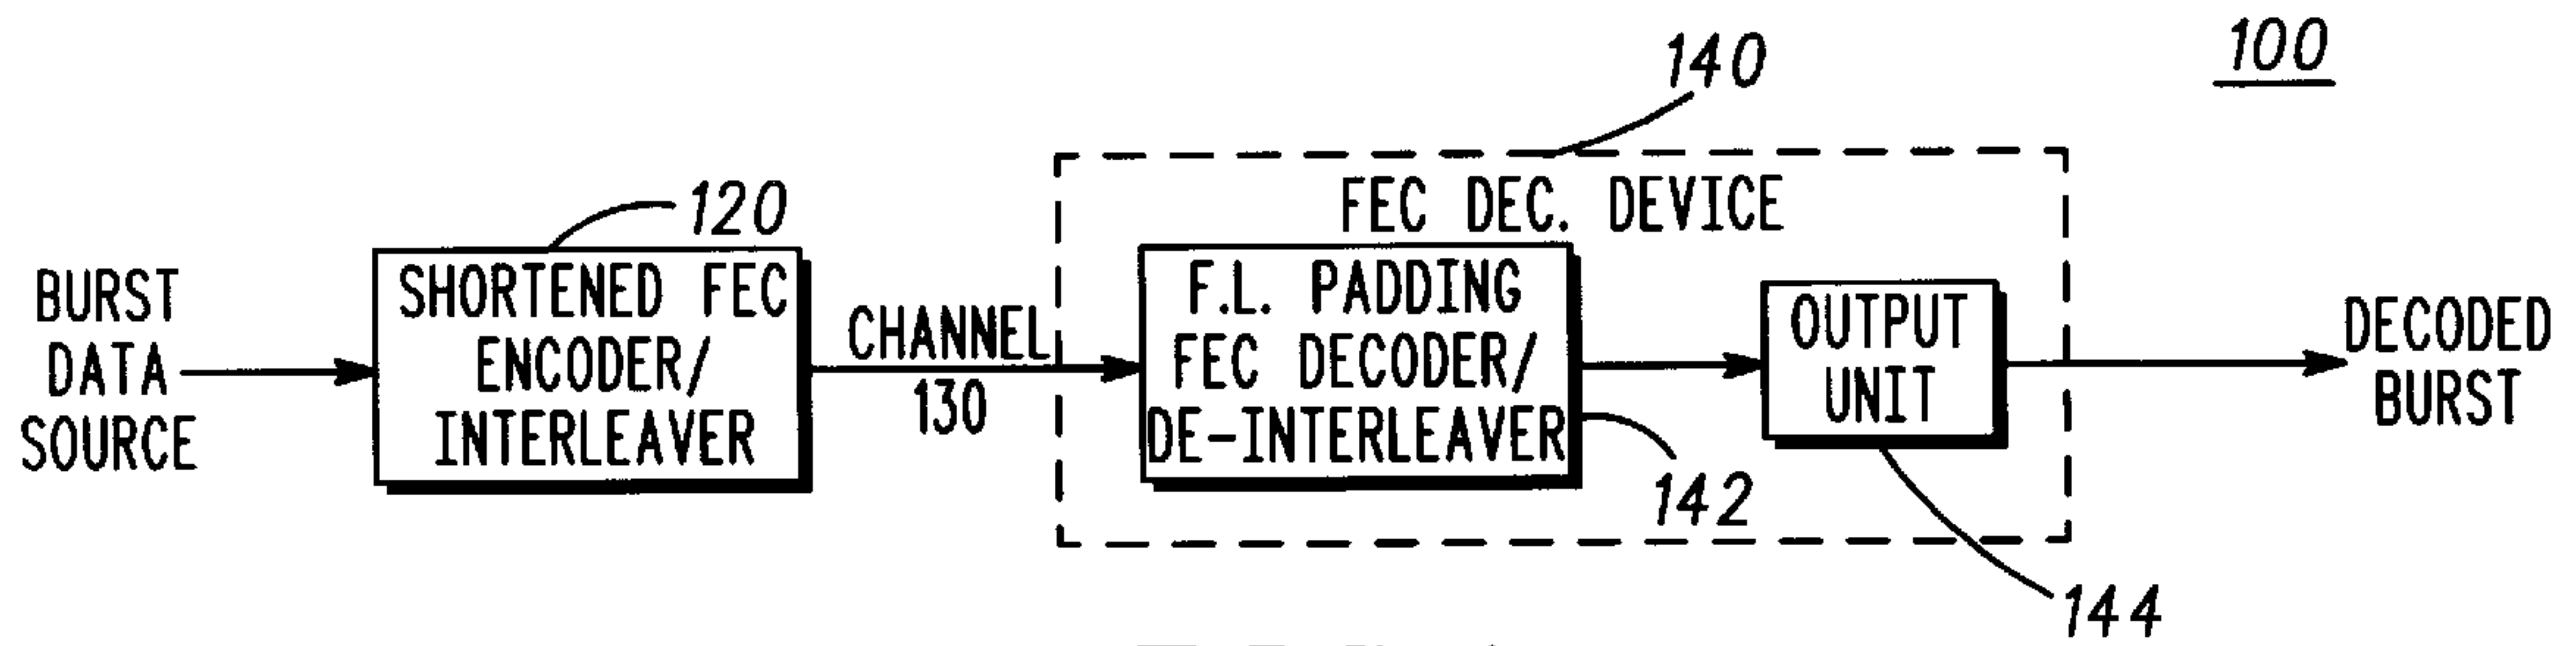 100
140
FEC DEC. DEVICE
120
BURST
DATA
SOURCE
SHORTENED FEC
ENCODER/
INTERLEAVER
CHANNEL
130
F.L. PADDING
FEC DECODER/
DE-INTERLEAVER
142
OUTPUT
UNIT
144
DECODED
BURST